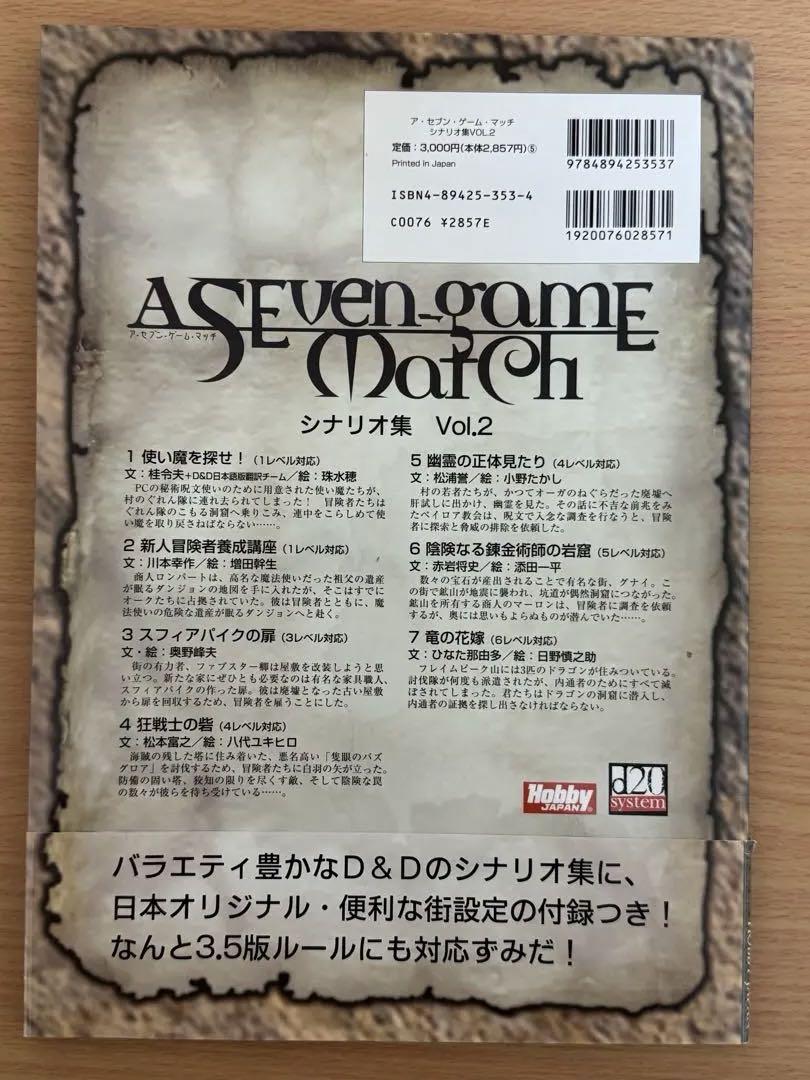 ア・セブン・ゲーム・マッチ
シナリオ集VOL.2
定価：3,000円(本体2,857円)⑤
Printed in Japan
9784894253537
ISBN4-89425-353-4
C0076 ¥2857E
1920076028571
A SEven-gamE
ア・セブン・ゲーム・マッチ
MatCh
シナリオ集 Vol.2
1 使い魔を探せ！（1レベル対応）
文：桂令夫+D&D日本語版翻訳チーム／絵：珠水穂
PCの秘術呪文使いのために用意された使い魔たちが、
村のぐれん隊に連れ去られてしまった！ 冒険者たちは
ぐれん隊のこもる洞窟へ乗りこみ、連中をこらしめて使
い魔を取り戻さねばならない……。
2 新人冒険者養成講座（1レベル対応）
文：川本幸作／絵：増田幹生
商人ロンパートは、高名な魔法使いだった祖父の遺産
が眠るダンジョンの地図を手に入れたが、そこはすでに
オークたちに占拠されていた。彼は冒険者とともに、魔
法使いの危険な遺産が眠るダンジョンへと赴く。
3 スフィアパイクの扉（3レベル対応）
文・絵：奥野峰夫
街の有力者、ファブスター卿は屋敷を改装しようと思
い立つ。新たな家にぜひとも必要なのは有名な家具職人、
スフィアパイクの作った扉。彼は廃墟となった古い屋敷
から扉を回収するため、冒険者を雇うことにした。
4 狂戦士の砦（4レベル対応）
文：松本富之／絵：八代ユキヒロ
海賊の残した塔に住み着いた、悪名高い「隻眼のバズ
グロア」を討伐するため、冒険者たちに白羽の矢が立った。
防備の固い塔、狡知の限りを尽くす敵、そして陰険な罠
の数々が彼らを待ち受けている……。
5 幽霊の正体見たり（4レベル対応）
文：松浦誉／絵：小野たかし
村の若者たちが、かつてオーガのねぐらだった廃墟へ
肝試しに出かけ、幽霊を見た。その話に不吉な前兆をみ
たペイロア教会は、呪文で入念な調査を行なうと、冒険
者に探索と脅威の排除を依頼した。
6 陰険なる錬金術師の岩窟（5レベル対応）
文：赤岩将史／絵：添田一平
数々の宝石が産出されることで有名な街、グナイ。こ
の街で鉱山が地震に襲われ、坑道が偶然洞窟につながった。
鉱山を所有する商人のマーロンは、冒険者に調査を依頼
するが、奥には思いもよらぬものが潜んでいた……。
7 竜の花嫁（6レベル対応）
文：ひなた那由多／絵：日野慎之助
フレイムピーク山には3匹のドラゴンが住みついている。
討伐隊が何度も派遣されたが、内通者のためにすべて滅
ぼされてしまった。君たちはドラゴンの洞窟に潜入し、
内通者の証拠を探し出さなければならない。
Hobby
JAPAN
d20
system
バラエティ豊かなD&Dのシナリオ集に、
日本オリジナル・便利な街設定の付録つき！
なんと3.5版ルールにも対応ずみだ！